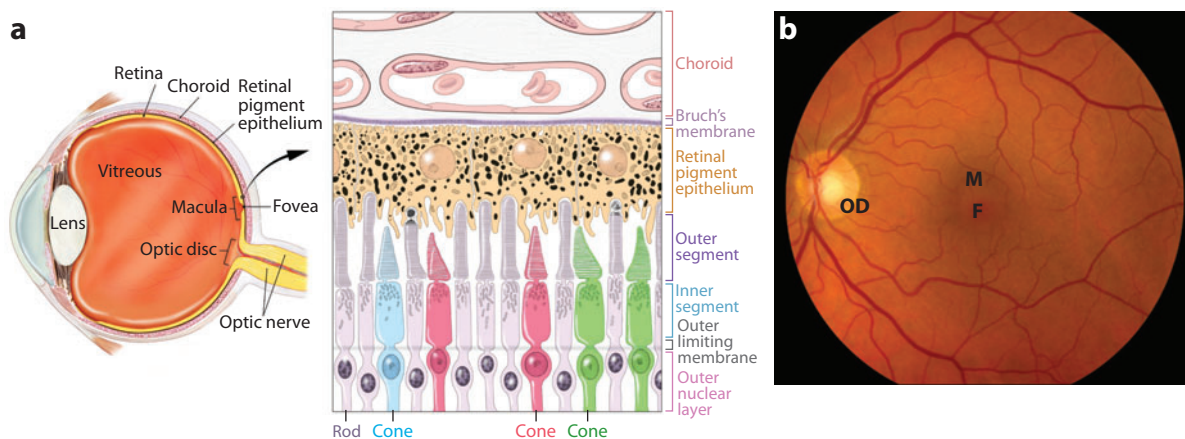 a
Retina
Choroid
Retinal
pigment
epithelium
Vitreous
Lens
Macula
Fovea
Optic disc
Optic nerve
Choroid
Bruch's
membrane
Retinal
pigment
epithelium
Outer
segment
Inner
segment
Outer
limiting
membrane
Outer
nuclear
layer
Rod Cone Cone Cone
b
M
F
OD